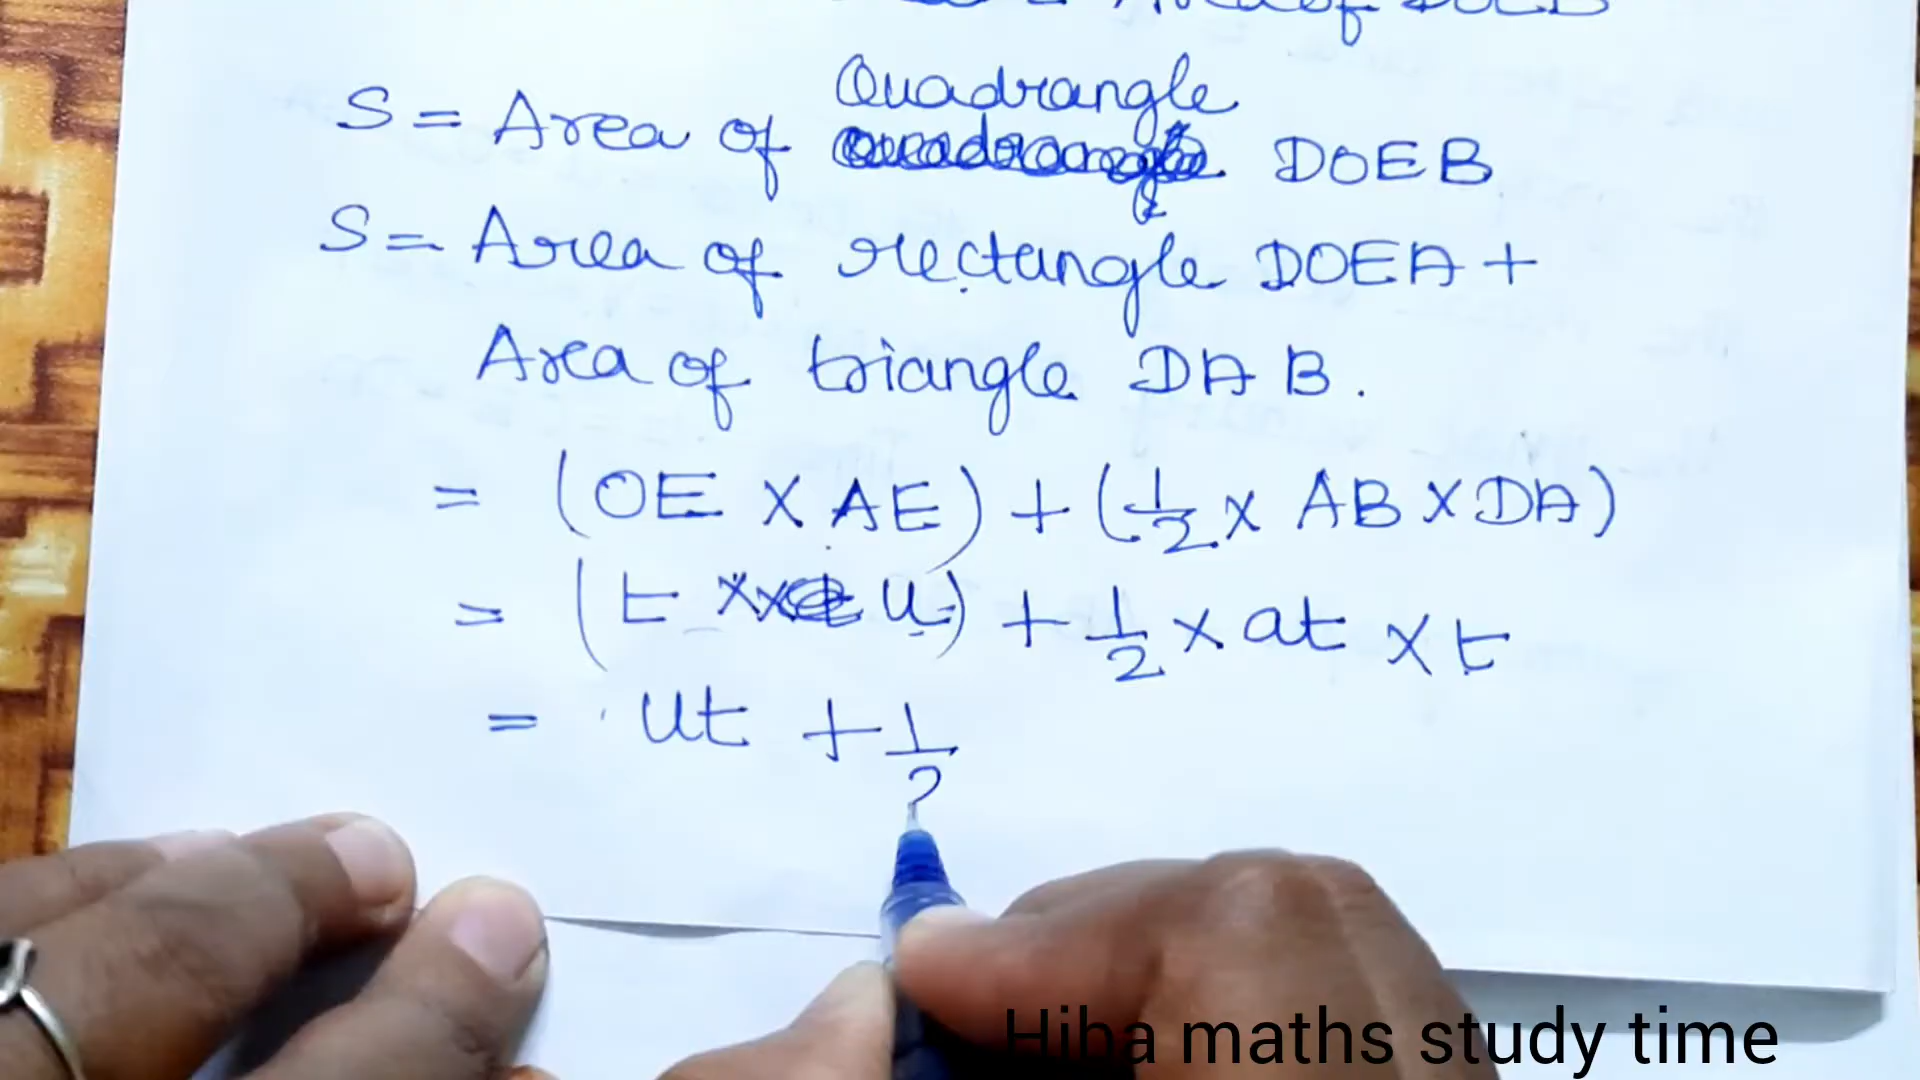 Quadrangle
S = Area of DOEB
S = Area of rectangle DOEA +
Area of triangle DAB.
= (OE X AE) + (1/2 x AB X DA)
= (t x u) + 1/2 x at x t
= ut + 1/2
Hiba maths study time